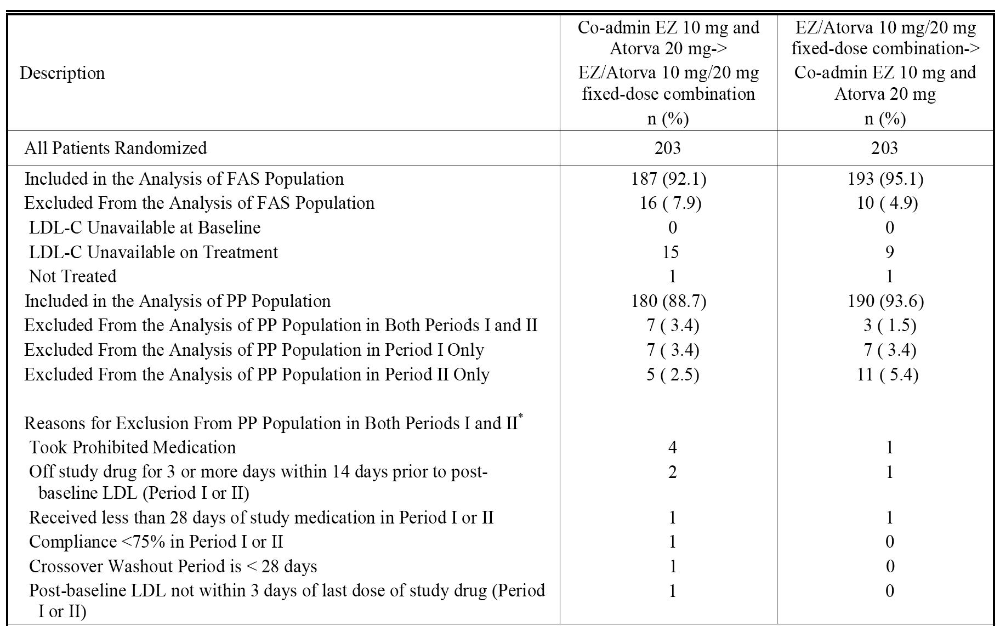 Description
Co-admin EZ 10 mg and
Atorva 20 mg->
EZ/Atorva 10 mg/20 mg
fixed-dose combination
n (%)
EZ/Atorva 10 mg/20 mg
fixed-dose combination->
Co-admin EZ 10 mg and
Atorva 20 mg
n (%)
All Patients Randomized 203 203
Included in the Analysis of FAS Population 187 (92.1) 193 (95.1)
Excluded From the Analysis of FAS Population 16 ( 7.9) 10 ( 4.9)
LDL-C Unavailable at Baseline 0 0
LDL-C Unavailable on Treatment 15 9
Not Treated 1 1
Included in the Analysis of PP Population 180 (88.7) 190 (93.6)
Excluded From the Analysis of PP Population in Both Periods I and II 7 ( 3.4) 3 ( 1.5)
Excluded From the Analysis of PP Population in Period I Only 7 ( 3.4) 7 ( 3.4)
Excluded From the Analysis of PP Population in Period II Only 5 ( 2.5) 11 ( 5.4)
Reasons for Exclusion From PP Population in Both Periods I and II*
Took Prohibited Medication 4 1
Off study drug for 3 or more days within 14 days prior to post- 2 1
baseline LDL (Period I or II)
Received less than 28 days of study medication in Period I or II 1 1
Compliance <75% in Period I or II 1 0
Crossover Washout Period is < 28 days 1 0
Post-baseline LDL not within 3 days of last dose of study drug (Period 1 0
I or II)